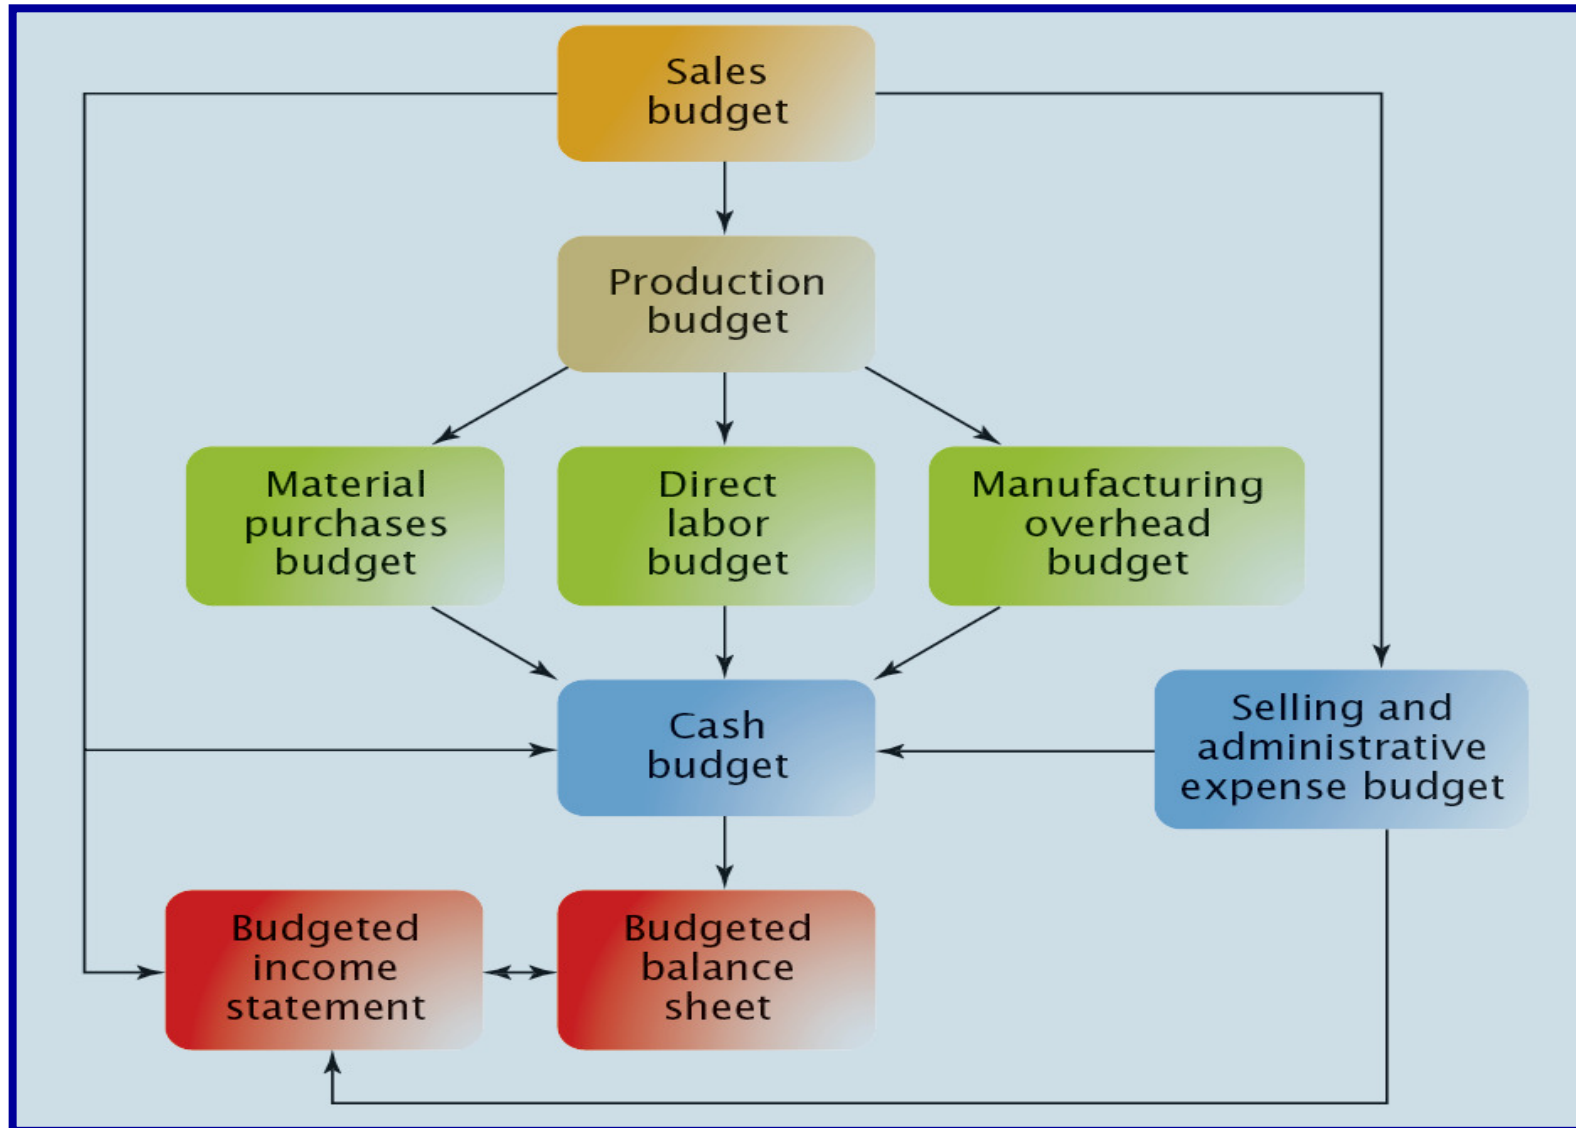 Sales
budget
Production
budget
Material
purchases
budget
Direct
labor
budget
Manufacturing
overhead
budget
Cash
budget
Selling and
administrative
expense budget
Budgeted
income
statement
Budgeted
balance
sheet